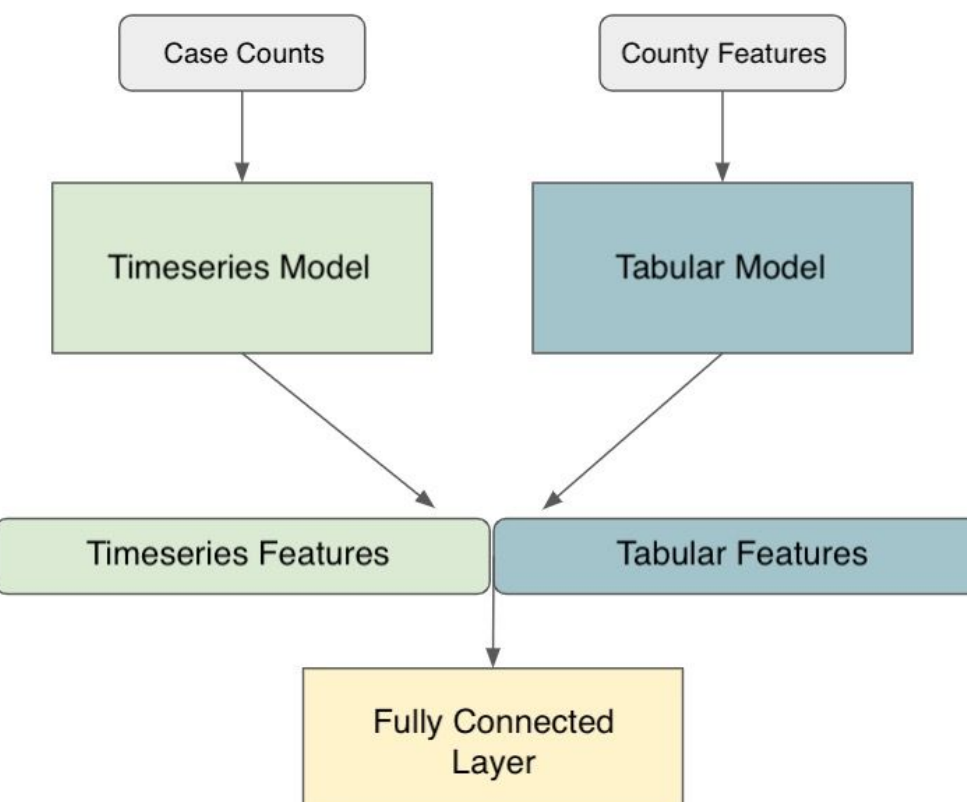 Case Counts
County Features
Timeseries Model
Tabular Model
Timeseries Features
Tabular Features
Fully Connected
Layer